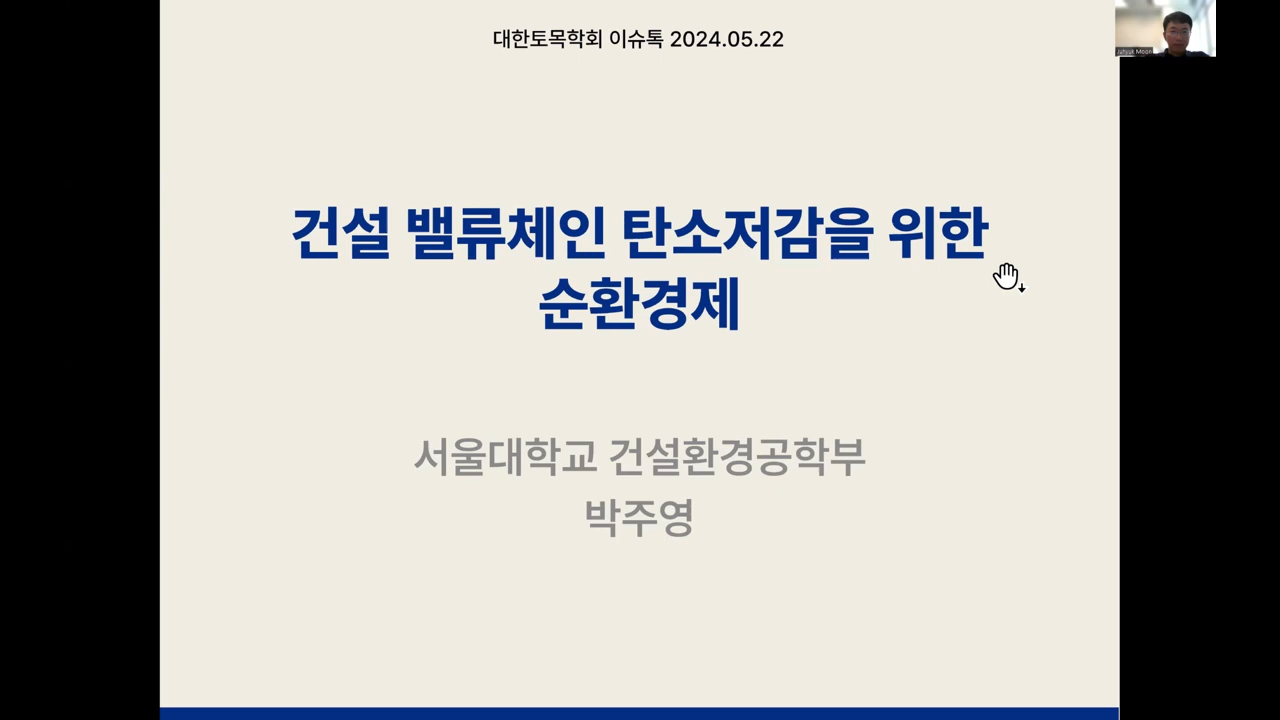 대한토목학회 이슈톡 2024.05.22
Juhyuk Moon
건설 밸류체인 탄소저감을 위한
순환경제
서울대학교 건설환경공학부
박주영